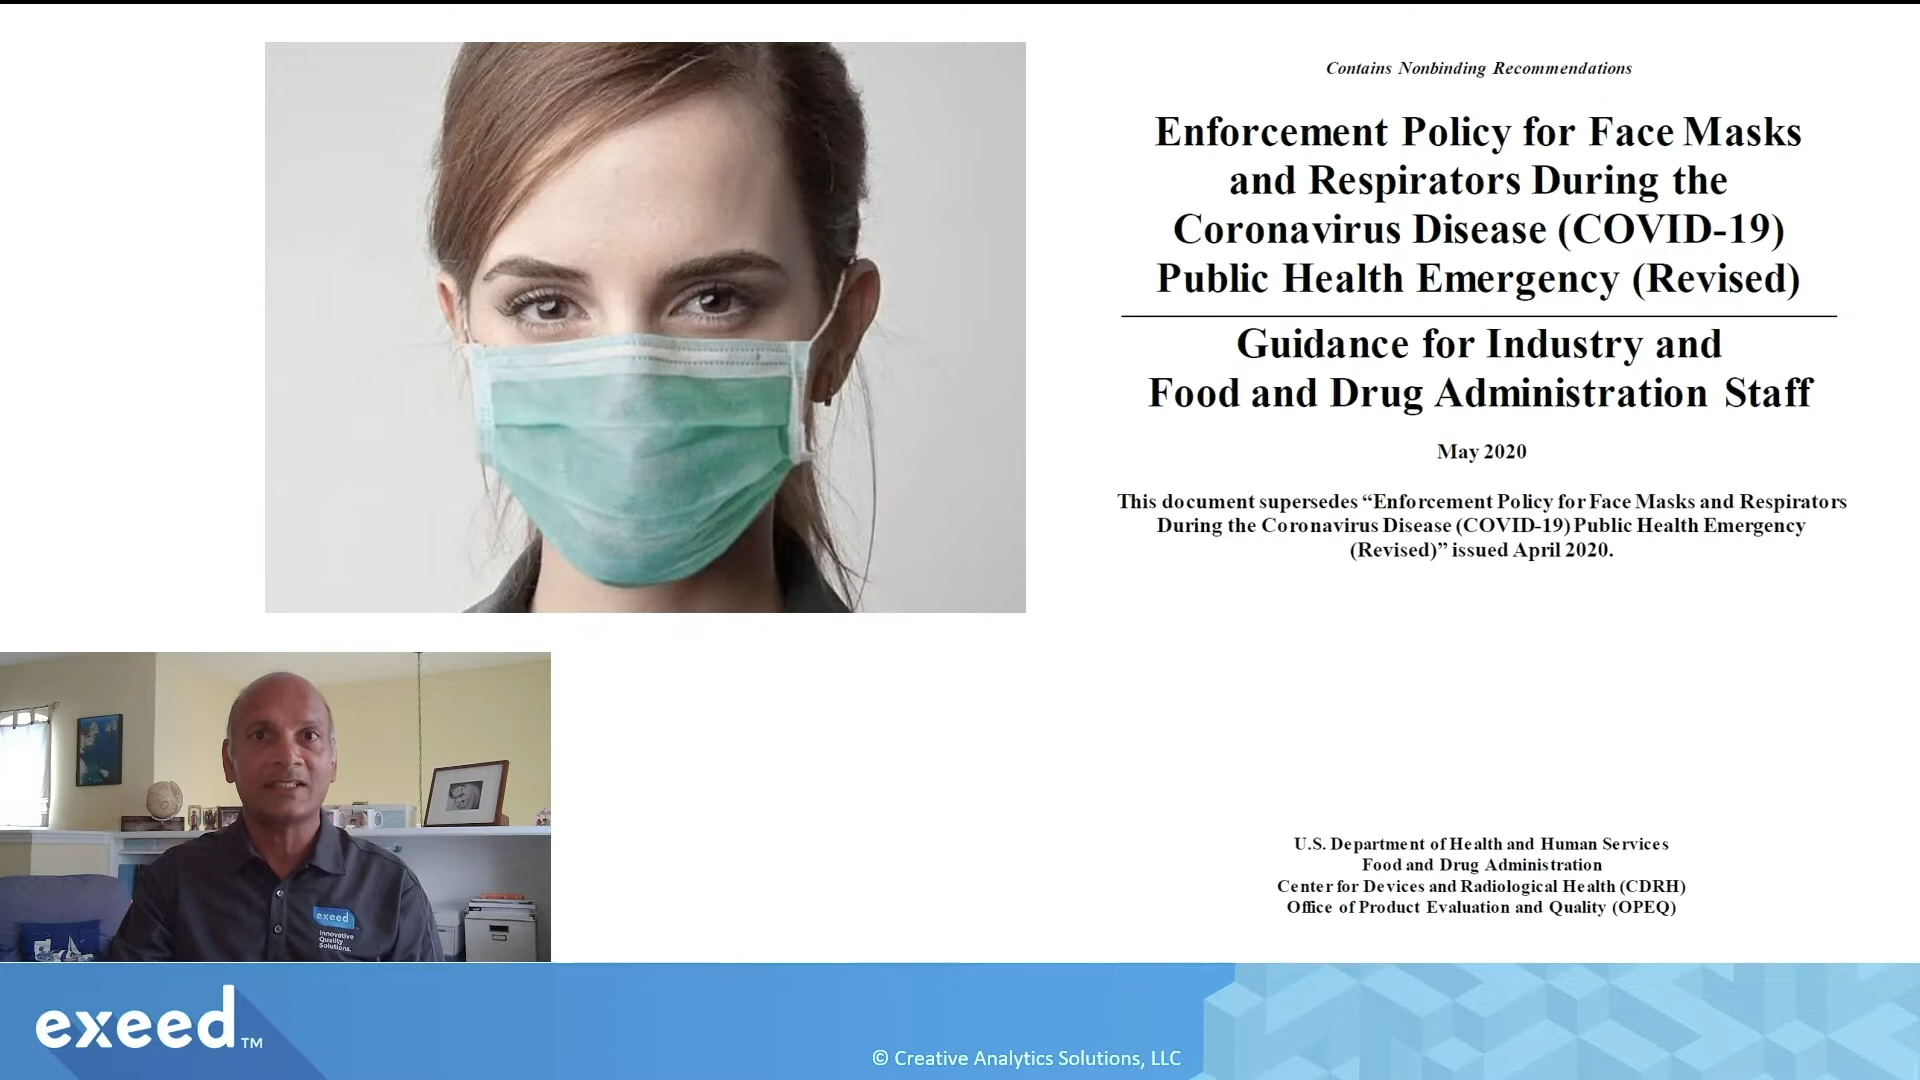 Contains Nonbinding Recommendations
Enforcement Policy for Face Masks
and Respirators During the
Coronavirus Disease (COVID-19)
Public Health Emergency (Revised)
Guidance for Industry and
Food and Drug Administration Staff
May 2020
This document supersedes “Enforcement Policy for Face Masks and Respirators
During the Coronavirus Disease (COVID-19) Public Health Emergency
(Revised)” issued April 2020.
U.S. Department of Health and Human Services
Food and Drug Administration
Center for Devices and Radiological Health (CDRH)
Office of Product Evaluation and Quality (OPEQ)
exeed
Innovative
Quality
Solutions.
exeed™
© Creative Analytics Solutions, LLC